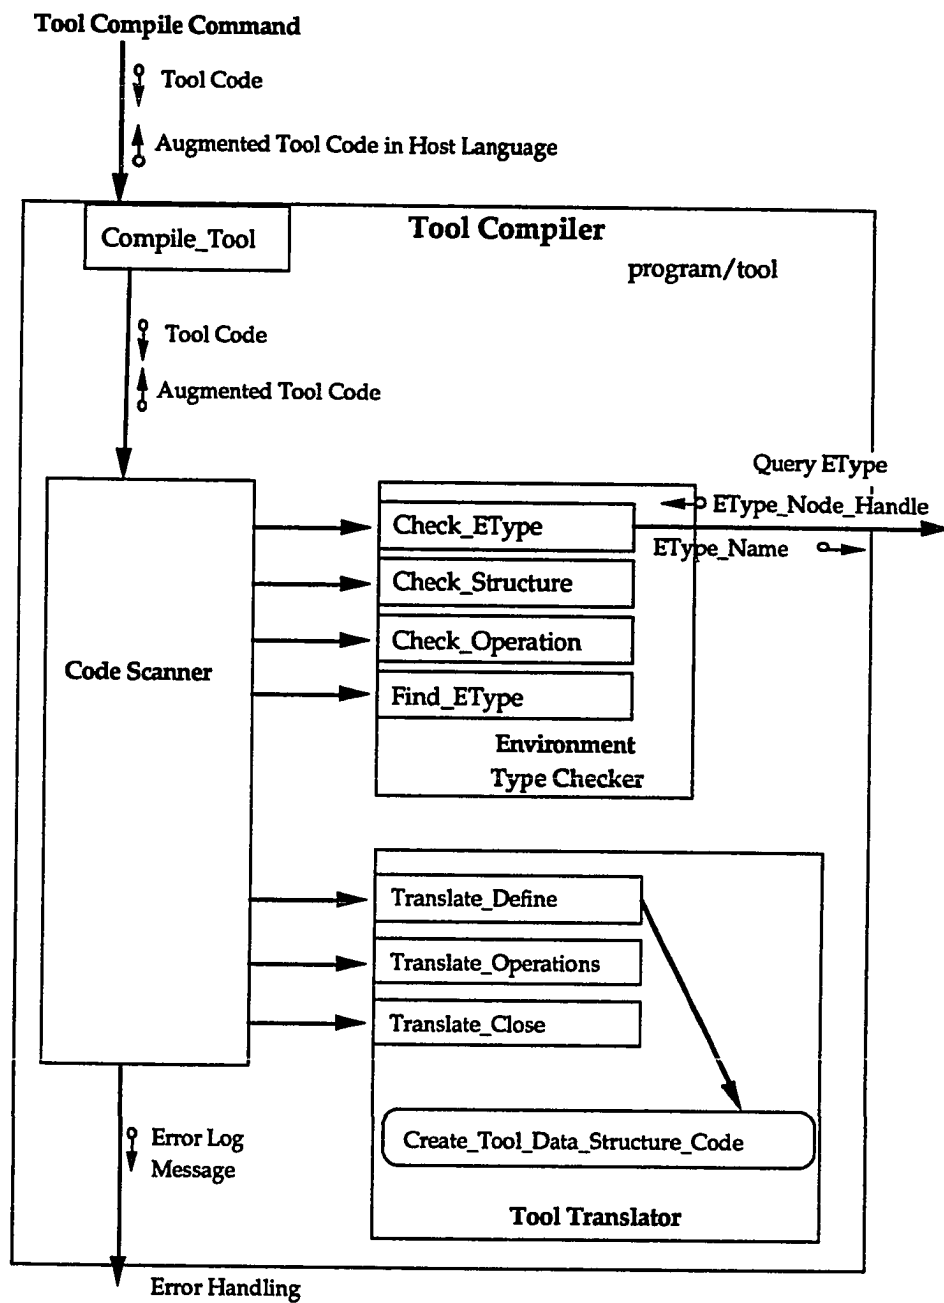 Tool Compile Command
Tool Code
Augmented Tool Code in Host Language
Compile_Tool
Tool Compiler
program/tool
Tool Code
Augmented Tool Code
Query EType
EType_Node_Handle
EType_Name
Check_EType
Check_Structure
Check_Operation
Find_EType
Code Scanner
Environment
Type Checker
Translate_Define
Translate_Operations
Translate_Close
Create_Tool_Data_Structure_Code
Tool Translator
Error Log
Message
Error Handling